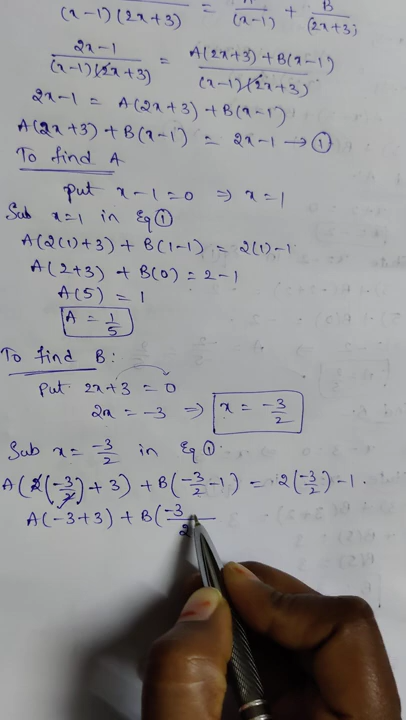 (x-1)(2x+3) = (x-1) + B/(2x+3)
2x-1/(x-1)(2x+3) = A(2x+3)+B(x-1)/(x-1)(2x+3)
2x-1 = A(2x+3)+B(x-1)
A(2x+3)+B(x-1) = 2x-1 → ①
To find A
put x-1=0 ⇒ x=1
Sub x=1 in Eq ①
A(2(1)+3)+B(1-1)=2(1)-1
A(2+3)+B(0)=2-1
A(5)=1
A=1/5
To find B:
put 2x+3=0
2x=-3 ⇒ x=-3/2
Sub x=-3/2 in Eq ①
A(2(-3/2)+3)+B(-3/2-1)=2(-3/2)-1.
A(-3+3)+B(-3/2